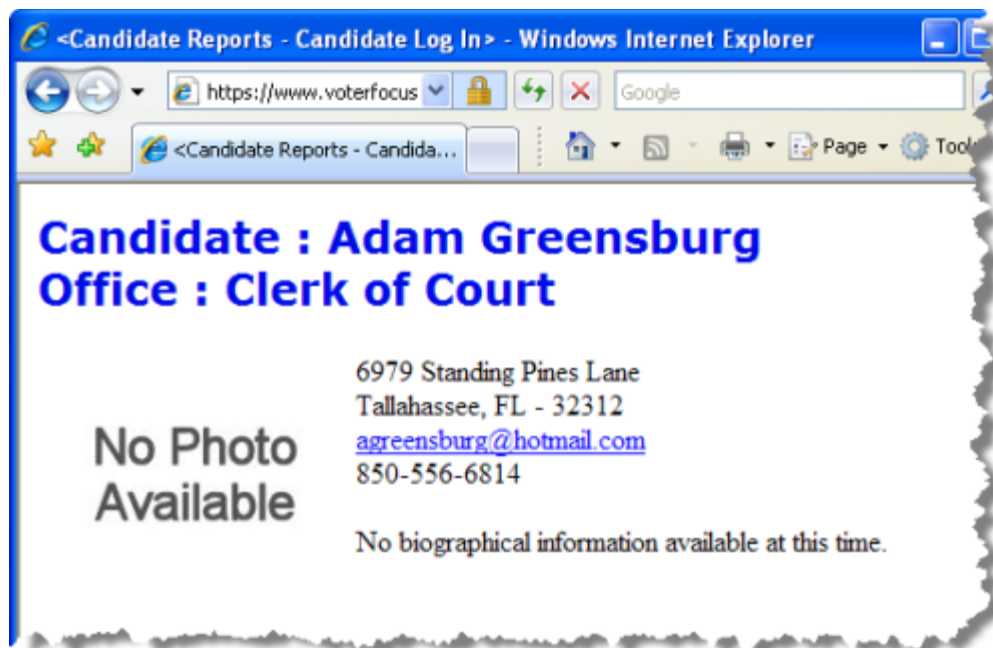 <Candidate Reports - Candidate Log In> - Windows Internet Explorer
https://www.voterfocus
Google
<Candidate Reports - Candida...
Page
Candidate : Adam Greensburg
Office : Clerk of Court
6979 Standing Pines Lane
Tallahassee, FL - 32312
agreensburg@hotmail.com
850-556-6814
No Photo
Available
No biographical information available at this time.